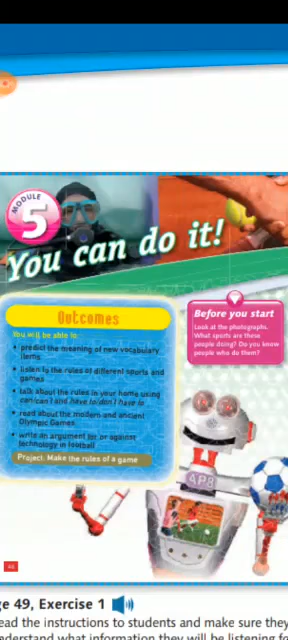 MODULE
5
You can do it!
Outcomes
You will be able to:
• predict the meaning of new vocabulary
items
• listen to the rules of different sports and
games
• talk about the rules in your home using
can/can't and have to/don't have to
• read about the modern and ancient
Olympic Games
• write an argument for or against
technology in football
Project: Make the rules of a game
Before you start
Look at the photographs.
What sports are these
people doing? Do you know
people who do them?
AP8
ge 49, Exercise 1
ead the instructions to students and make sure they
nderstand what information they will be listening fo